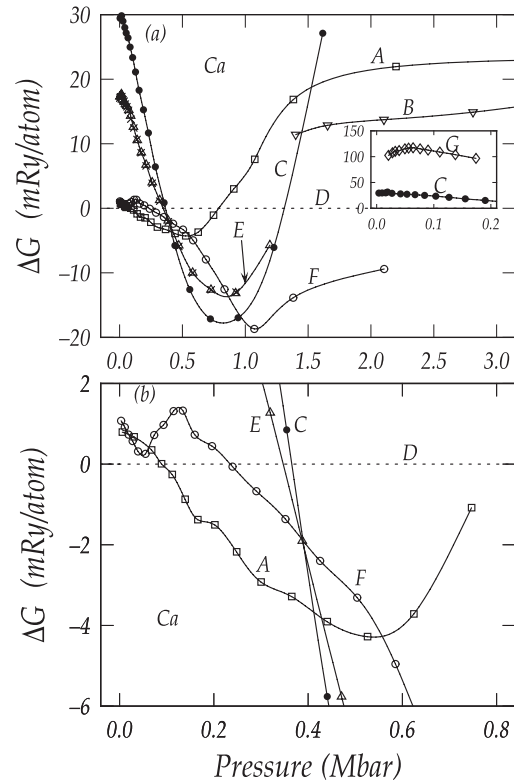 30
20
10
0
−10
−20
ΔG (mRy/atom)
(a)
Ca
A
B
C
D
E
F
150
100
50
0
G
C
0.0 0.1 0.2
0.0 0.5 1.0 1.5 2.0 2.5 3.0
2
0
−2
−4
−6
ΔG (mRy/atom)
(b)
E C
D
A
F
Ca
0.0 0.2 0.4 0.6 0.8
Pressure (Mbar)